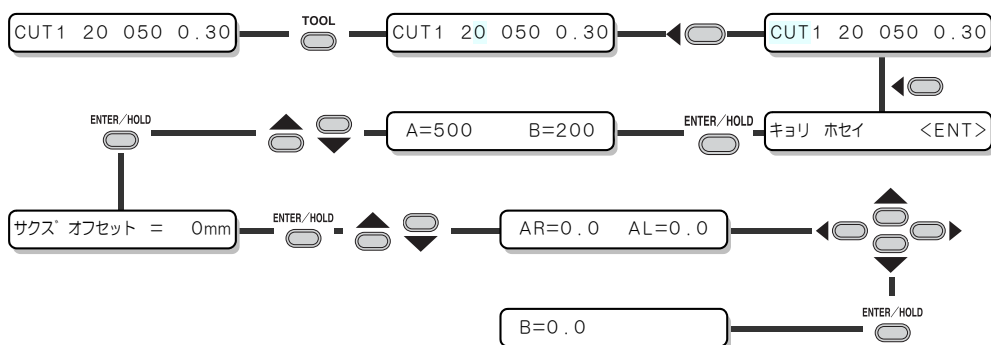 CUT1 20 050 0.30
TOOL
CUT1 20 050 0.30
CUT1 20 050 0.30
ENTER/HOLD
A=500 B=200
ENTER/HOLD
キョリ ホセイ <ENT>
サクズ オフセット = 0mm
ENTER/HOLD
AR=0.0 AL=0.0
B=0.0
ENTER/HOLD